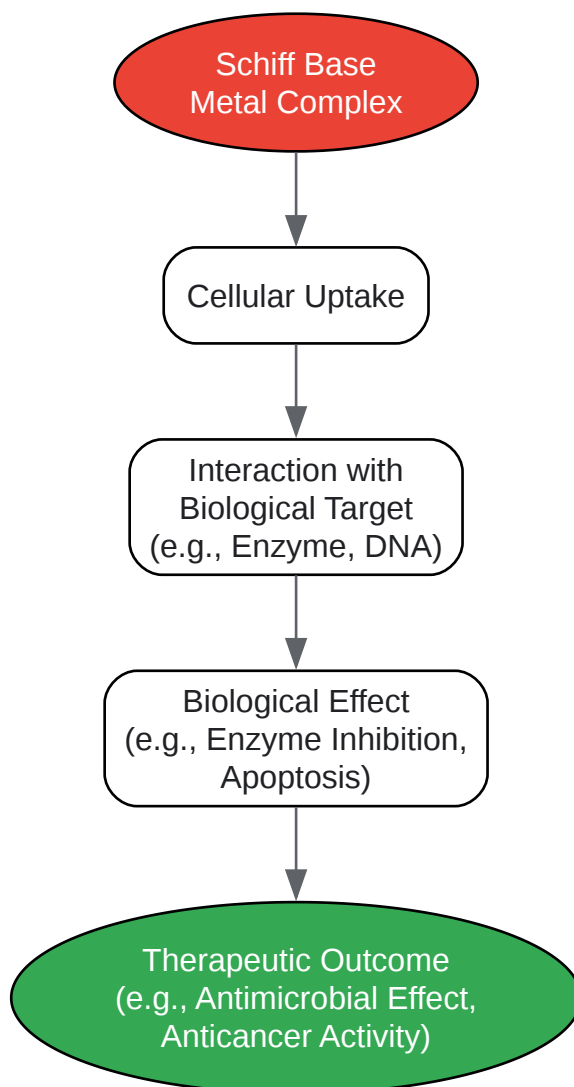 Schiff Base
Metal Complex
Cellular Uptake
Interaction with
Biological Target
(e.g., Enzyme, DNA)
Biological Effect
(e.g., Enzyme Inhibition,
Apoptosis)
Therapeutic Outcome
(e.g., Antimicrobial Effect,
Anticancer Activity)